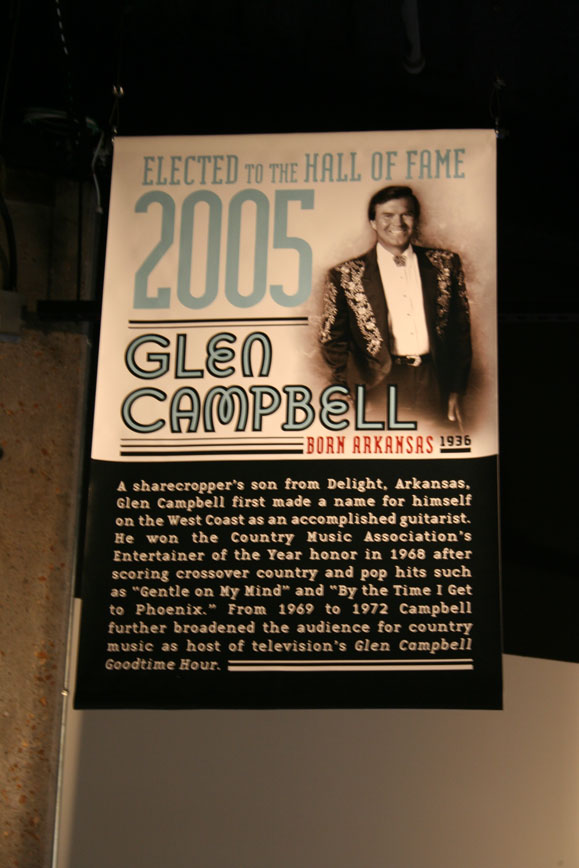 ELECTED TO THE HALL OF FAME
2005
GLEN
CAMPBELL
BORN ARKANSAS 1936
A sharecropper's son from Delight, Arkansas,
Glen Campbell first made a name for himself
on the West Coast as an accomplished guitarist.
He won the Country Music Association's
Entertainer of the Year honor in 1968 after
scoring crossover country and pop hits such
as "Gentle on My Mind" and "By the Time I Get
to Phoenix." From 1969 to 1972 Campbell
further broadened the audience for country
music as host of television's Glen Campbell
Goodtime Hour.